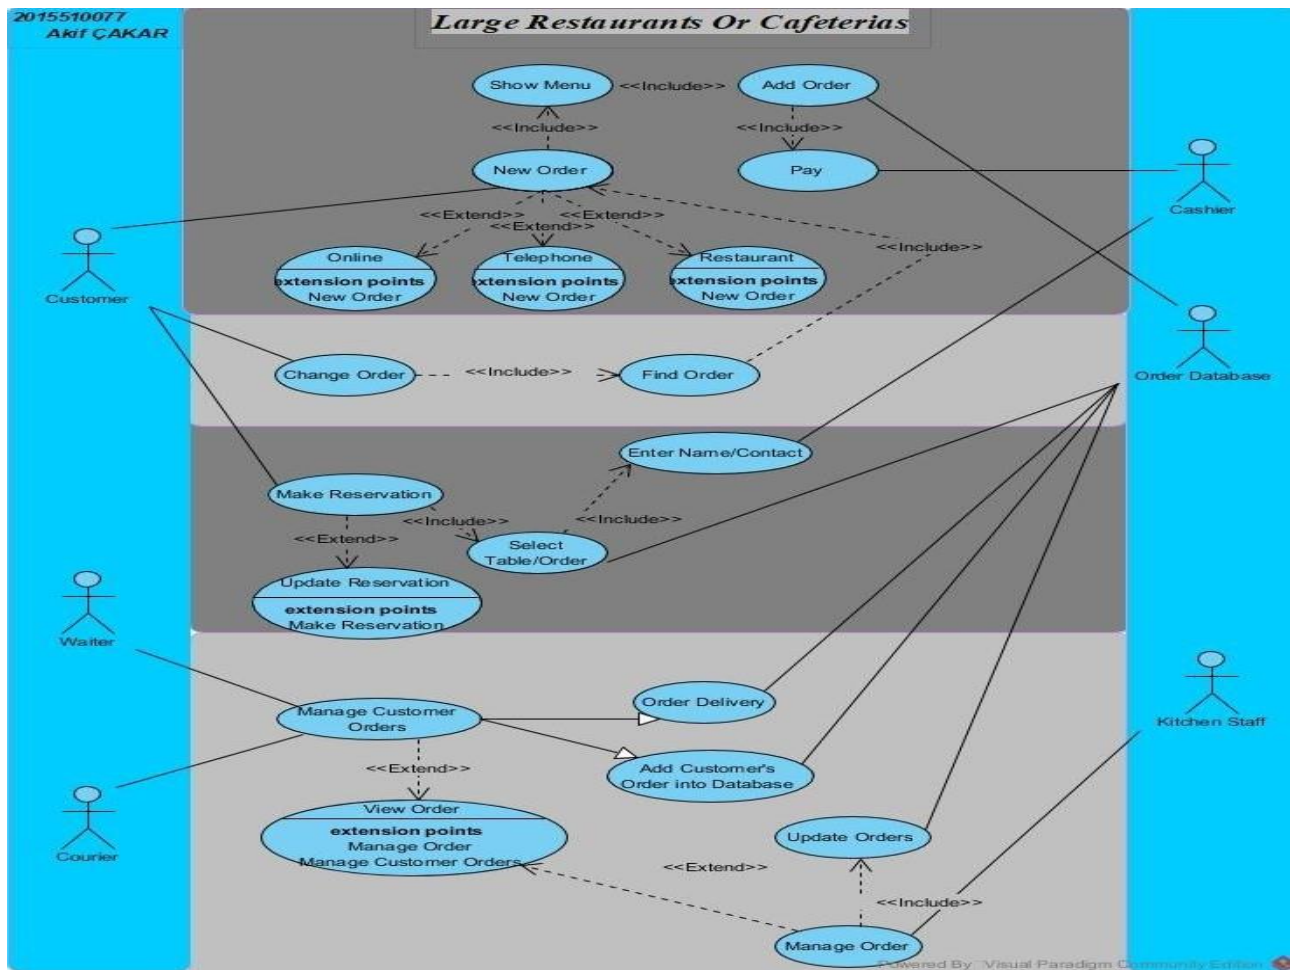 2015510077
Akif ÇAKAR
Large Restaurants Or Cafeterias
Show Menu
<<Include>>
Add Order
<<Include>>
<<Include>>
New Order
Pay
Cashier
<<Extend>>
<<Extend>>
<<Extend>>
<<Include>>
Customer
Online
extension points
New Order
Telephone
extension points
New Order
Restaurant
extension points
New Order
Change Order
<<Include>>
Find Order
Order Database
Enter Name/Contact
Make Reservation
<<Include>>
<<Include>>
<<Extend>>
Select
Table/Order
Update Reservation
extension points
Make Reservation
Waiter
Manage Customer
Orders
Order Delivery
Kitchen Staff
<<Extend>>
Add Customer's
Order into Database
View Order
extension points
Manage Order
Manage Customer Orders
Update Orders
Courier
<<Extend>>
<<Include>>
Manage Order
Powered By Visual Paradigm Community Edition